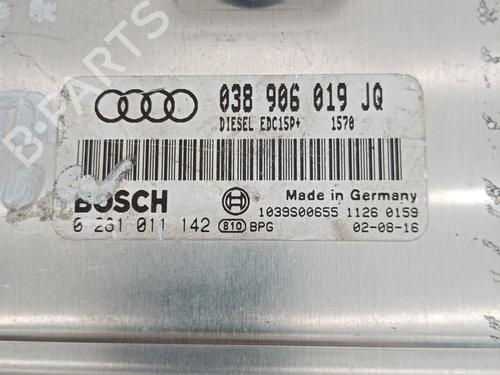 038 906 019 JQ
DIESEL EDC15P+ 1570
BOSCH
Made in Germany
0 281 011 142 810 BPG
1039S00655 1126 0159
02-08-16
B-PARTS